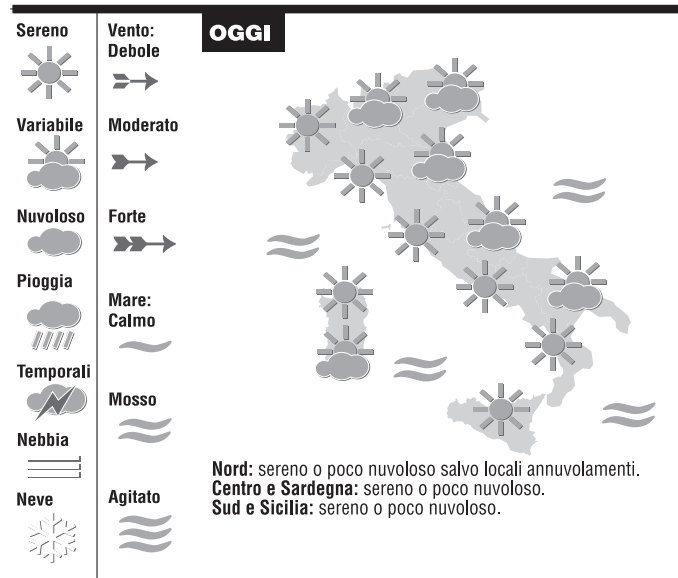 Sereno
Variabile
Nuvoloso
Pioggia
Temporali
Nebbia
Neve
Vento:
Debole
Moderato
Forte
Mare:
Calmo
Mosso
Agitato
OGGI
Nord: sereno o poco nuvoloso salvo locali annuvolamenti.
Centro e Sardegna: sereno o poco nuvoloso.
Sud e Sicilia: sereno o poco nuvoloso.